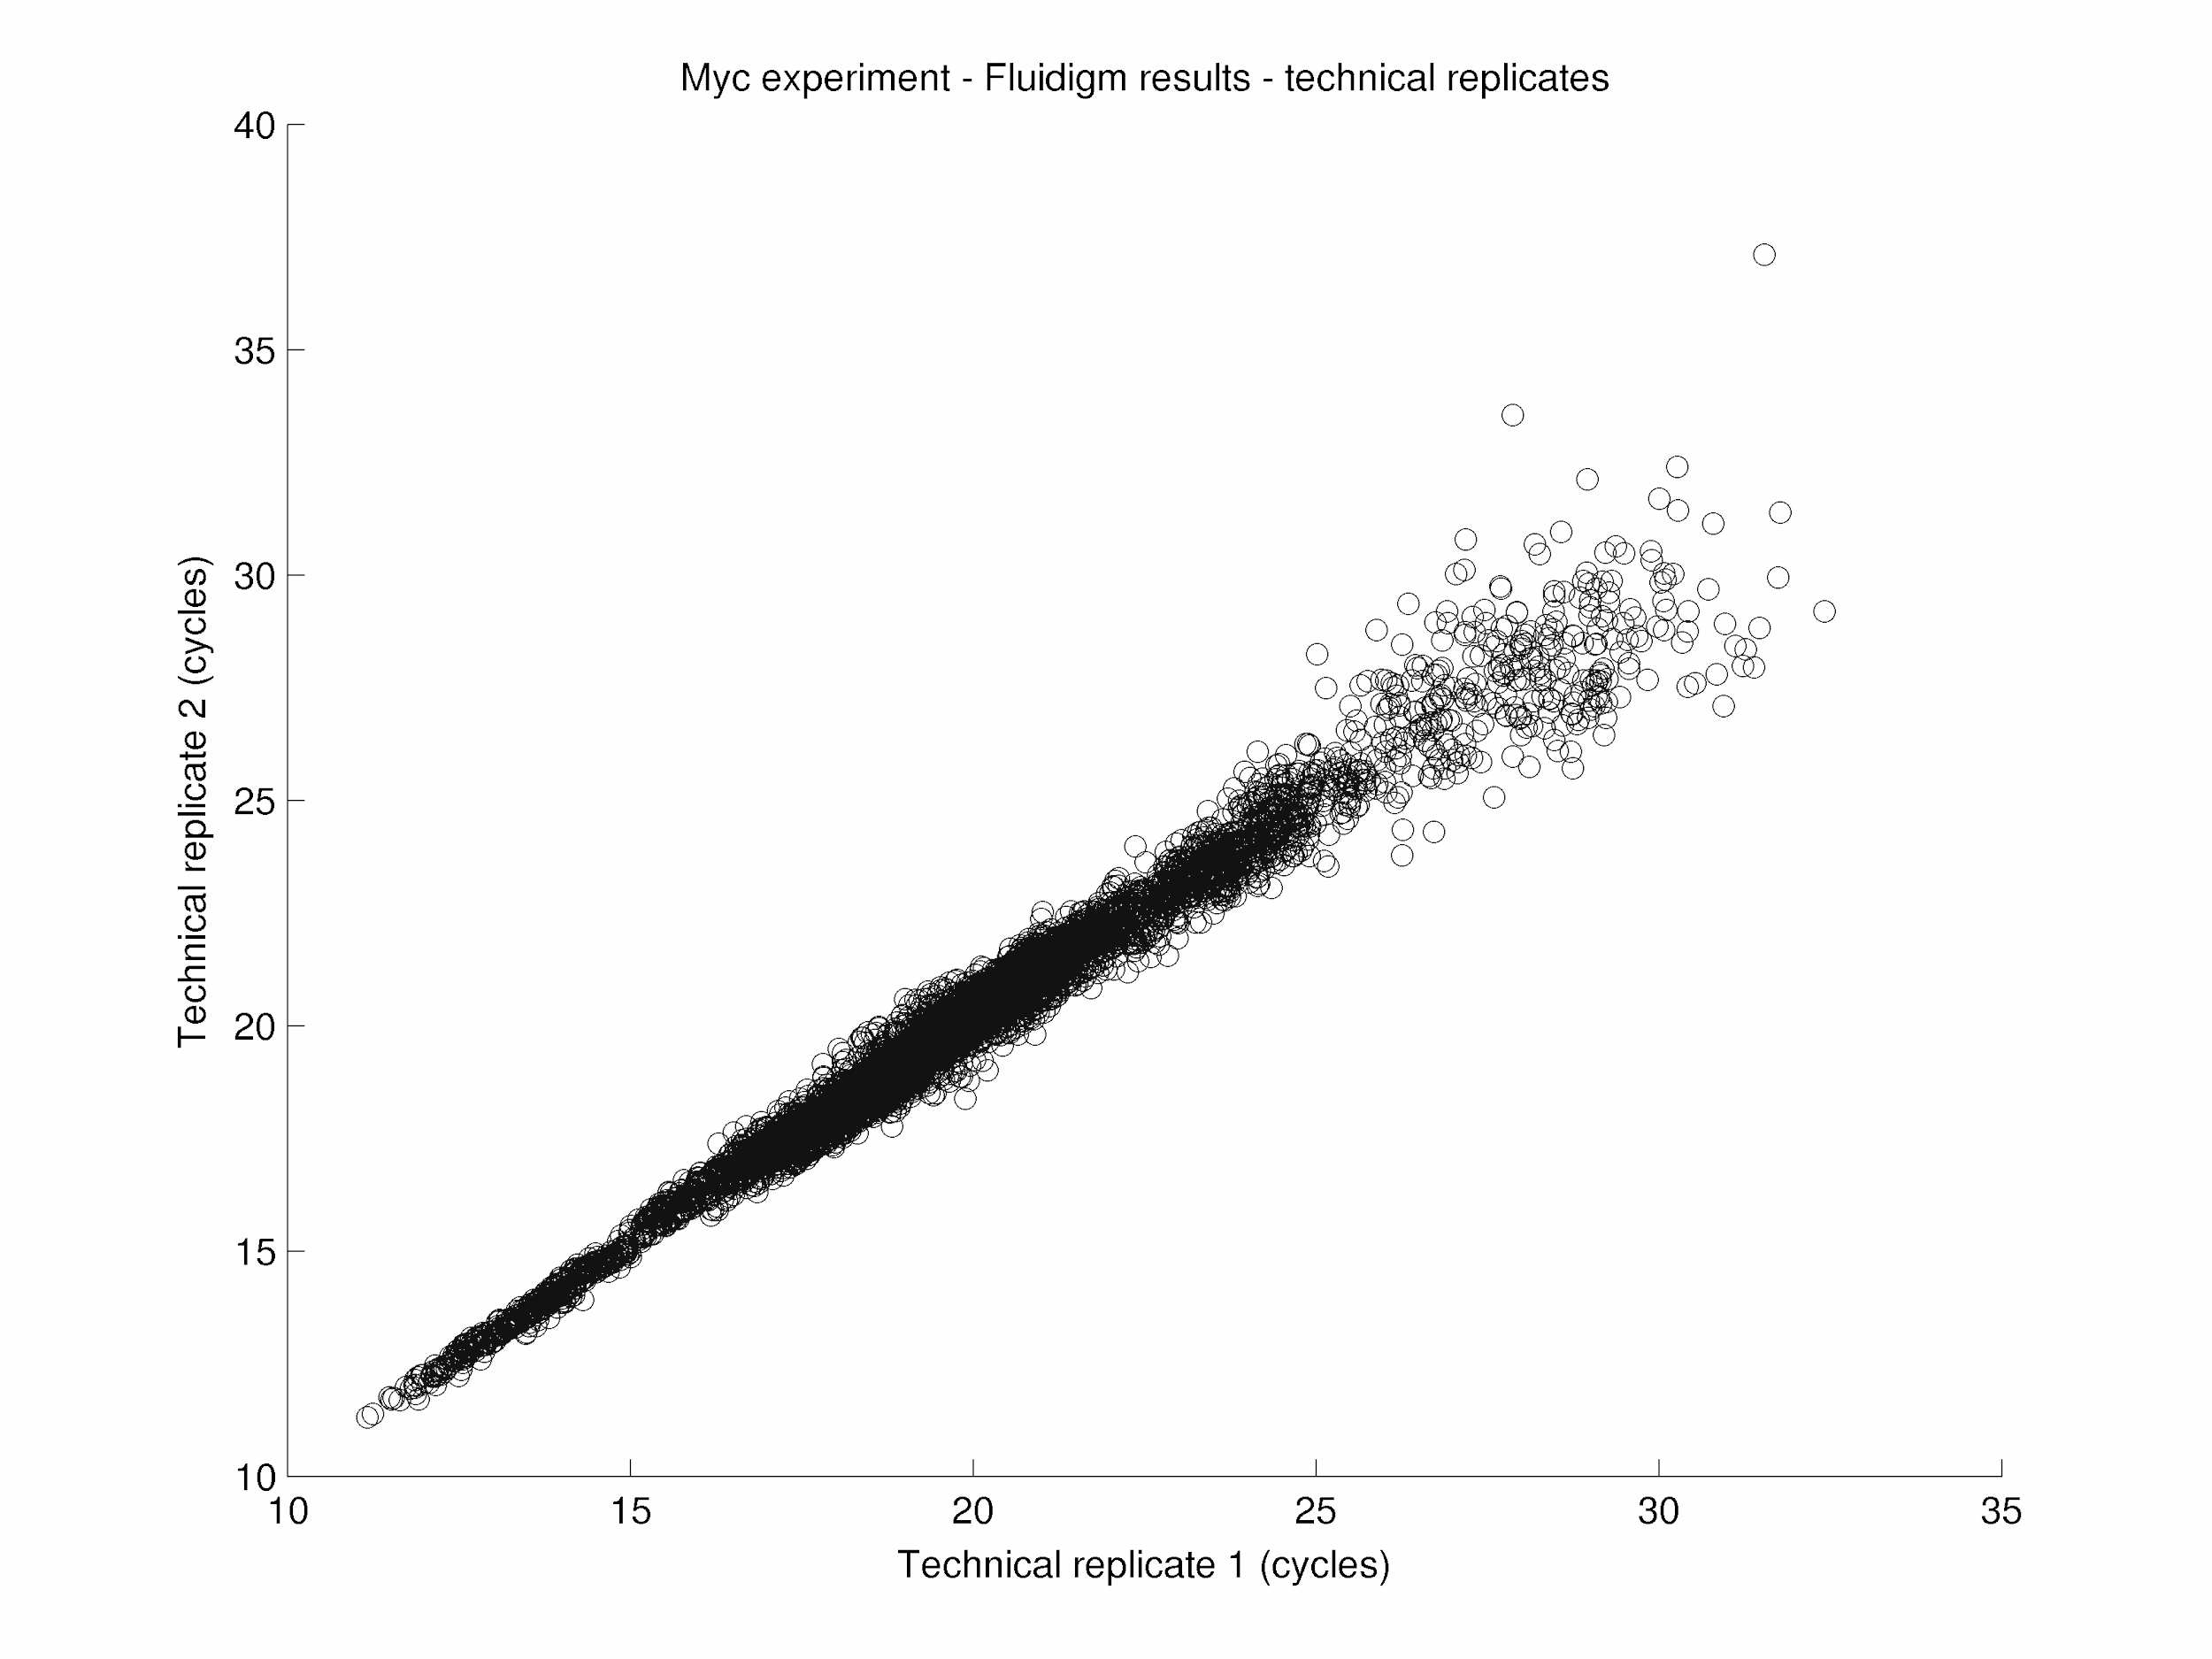 Myc experiment - Fluidigm results - technical replicates
40
35
30
25
20
15
10
Technical replicate 2 (cycles)
10 15 20 25 30 35
Technical replicate 1 (cycles)